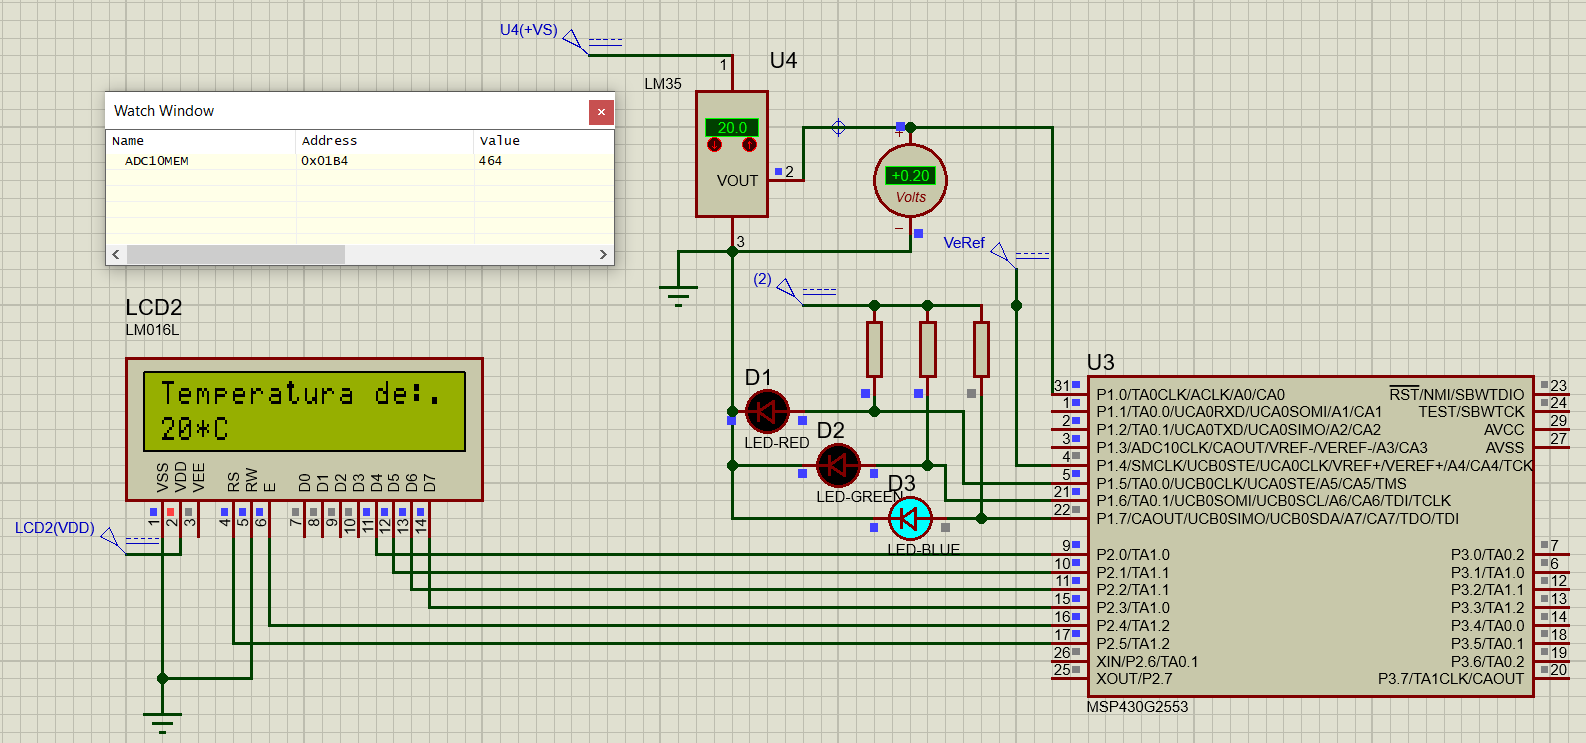 U4(+VS)
1
U4
LM35
20.0
VOUT
2
3
+
+0.20
Volts
−
Watch Window
×
Name Address Value
ADC10MEM 0x01B4 464
VeRef
(2)
LCD2
LM016L
Temperatura de:.
20*C
VSS
VDD
VEE
RS
RW
E
D0
D1
D2
D3
D4
D5
D6
D7
1
2
3
4
5
6
7
8
9
10
11
12
13
14
LCD2(VDD)
D1
LED-RED
D2
LED-GREEN
D3
LED-BLUE
U3
31 P1.0/TA0CLK/ACLK/A0/CA0 RST/NMI/SBWTDIO 23
1 P1.1/TA0.0/UCA0RXD/UCA0SOMI/A1/CA1 TEST/SBWTCK 24
2 P1.2/TA0.1/UCA0TXD/UCA0SIMO/A2/CA2 AVCC 29
3 P1.3/ADC10CLK/CAOUT/VREF-/VEREF-/A3/CA3 AVSS 27
4 P1.4/SMCLK/UCB0STE/UCA0CLK/VREF+/VEREF+/A4/CA4/TCK
5 P1.5/TA0.0/UCB0CLK/UCA0STE/A5/CA5/TMS
21 P1.6/TA0.1/UCB0SOMI/UCB0SCL/A6/CA6/TDI/TCLK
22 P1.7/CAOUT/UCB0SIMO/UCB0SDA/A7/CA7/TDO/TDI
9 P2.0/TA1.0 P3.0/TA0.2 7
10 P2.1/TA1.1 P3.1/TA1.0 6
11 P2.2/TA1.1 P3.2/TA1.1 12
15 P2.3/TA1.0 P3.3/TA1.2 13
16 P2.4/TA1.2 P3.4/TA0.0 14
17 P2.5/TA1.2 P3.5/TA0.1 18
26 XIN/P2.6/TA0.1 P3.6/TA0.2 19
25 XOUT/P2.7 P3.7/TA1CLK/CAOUT 20
MSP430G2553